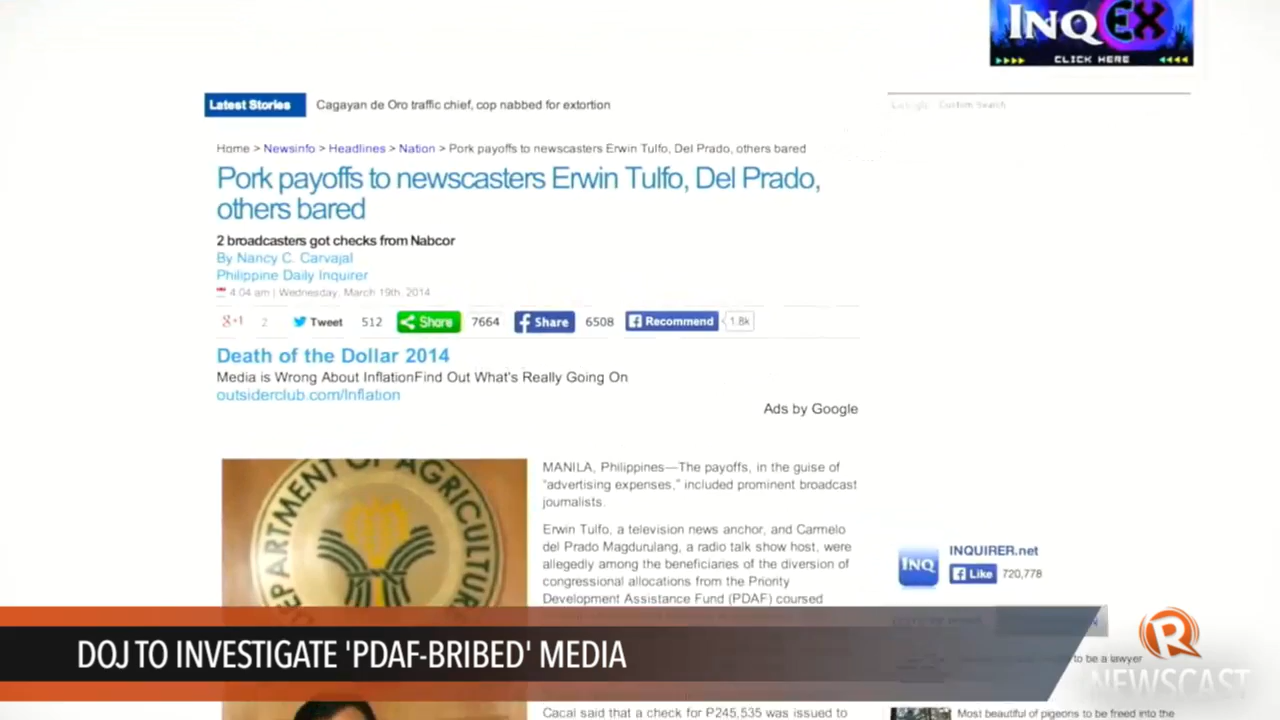 INQEX
CLICK HERE
Latest Stories Cagayan de Oro traffic chief, cop nabbed for extortion
Custom Search
Home > Newsinfo > Headlines > Nation > Pork payoffs to newscasters Erwin Tulfo, Del Prado, others bared
Pork payoffs to newscasters Erwin Tulfo, Del Prado,
others bared
2 broadcasters got checks from Nabcor
By Nancy C. Carvajal
Philippine Daily Inquirer
4:04 am | Wednesday, March 19th, 2014
g+1 2 Tweet 512 Share 7664 Share 6508 Recommend 1.8k
Death of the Dollar 2014
Media is Wrong About InflationFind Out What's Really Going On
outsiderclub.com/Inflation
Ads by Google
DEPARTMENT OF AGRICULTUR
MANILA, Philippines—The payoffs, in the guise of
“advertising expenses,” included prominent broadcast
journalists.
Erwin Tulfo, a television news anchor, and Carmelo
del Prado Magdurulang, a radio talk show host, were
allegedly among the beneficiaries of the diversion of
congressional allocations from the Priority
Development Assistance Fund (PDAF) coursed
INQ
INQUIRER.net
Like 720,778
DOJ TO INVESTIGATE 'PDAF-BRIBED' MEDIA
R
NEWSCAST
to be a lawyer
Cacal said that a check for P245,535 was issued to
Most beautiful of pigeons to be freed into the